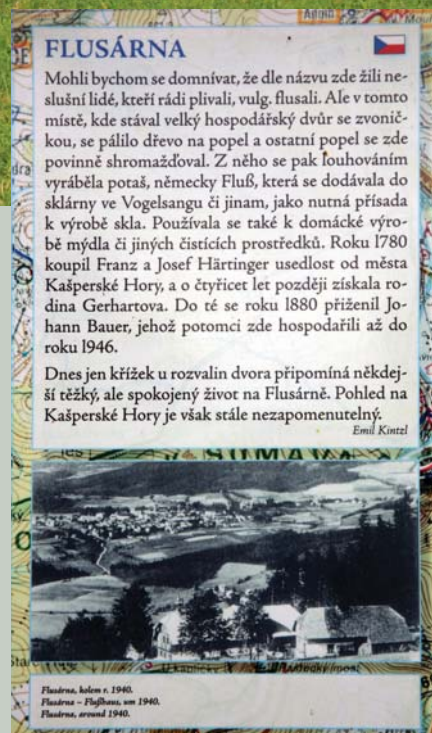 FLUSÁRNA
Mohli bychom se domnívat, že dle názvu zde žili ne-
slušní lidé, kteří rádi plivali, vulg. flusali. Ale v tomto
místě, kde stával velký hospodářský dvůr se zvonič-
kou, se pálilo dřevo na popel a ostatní popel se zde
povinně shromažďoval. Z něho se pak louhováním
vyráběla potaš, německy Fluß, která se dodávala do
sklárny ve Vogelsangu či jinam, jako nutná přísada
k výrobě skla. Používala se také k domácké výro-
bě mýdla či jiných čistících prostředků. Roku 1780
koupil Franz a Josef Härtinger usedlost od města
Kašperské Hory, a o čtyřicet let později získala ro-
dina Gerhartova. Do té se roku 1880 přiženil Jo-
hann Bauer, jehož potomci zde hospodařili až do
roku 1946.
Dnes jen křížek u rozvalin dvora připomíná někdej-
ší těžký, ale spokojený život na Flusárně. Pohled na
Kašperské Hory je však stále nezapomenutelný.
Emil Kintzl
Flusárna, kolem r. 1940.
Flusárna – Flußhaus, um 1940.
Flusárna, around 1940.